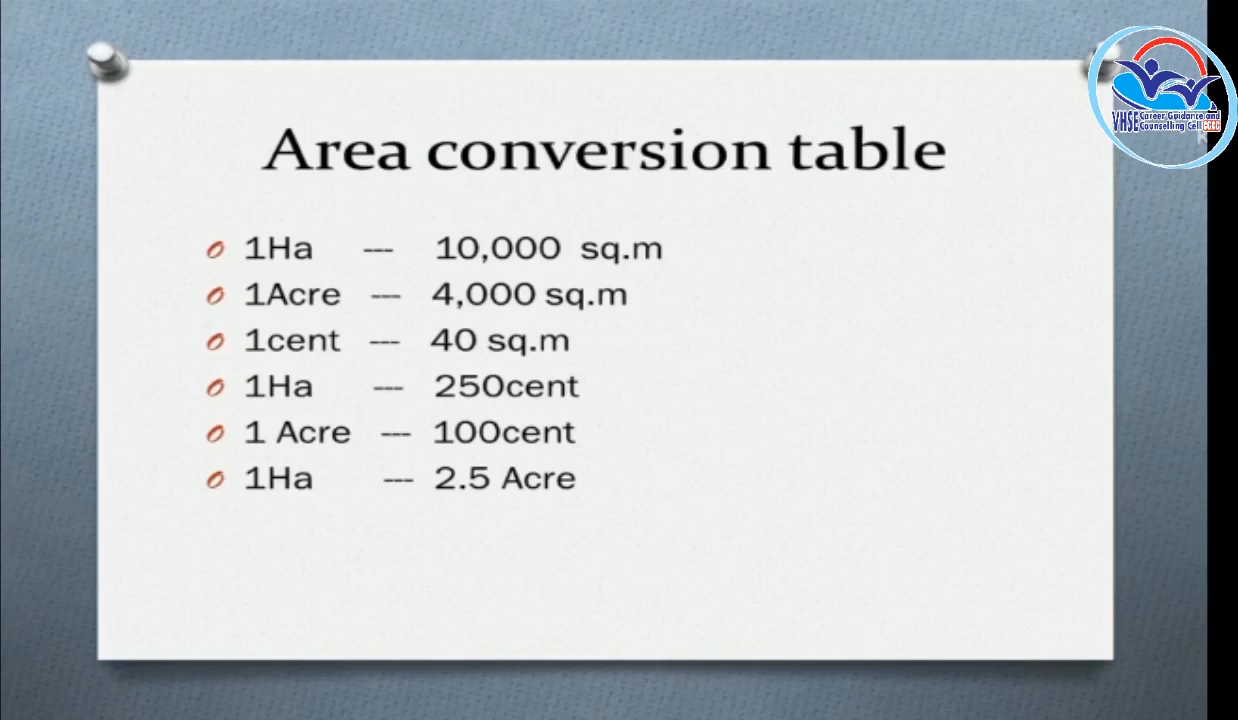 Area conversion table
1Ha --- 10,000 sq.m
1Acre --- 4,000 sq.m
1cent --- 40 sq.m
1Ha --- 250cent
1 Acre --- 100cent
1Ha --- 2.5 Acre
VHSE Career Guidance and
Counselling Cell CGCC